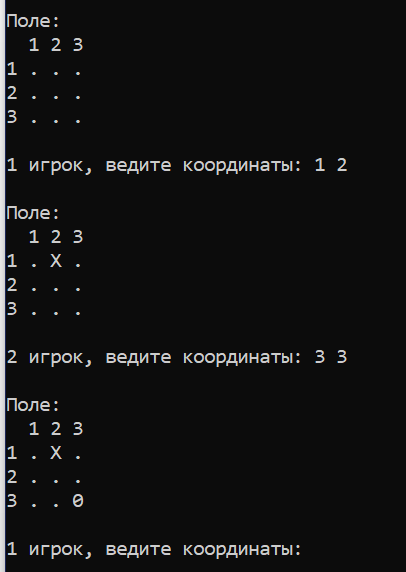 Поле:
  1 2 3
1 . . .
2 . . .
3 . . .
1 игрок, ведите координаты: 1 2
Поле:
  1 2 3
1 . X .
2 . . .
3 . . .
2 игрок, ведите координаты: 3 3
Поле:
  1 2 3
1 . X .
2 . . .
3 . . 0
1 игрок, ведите координаты: